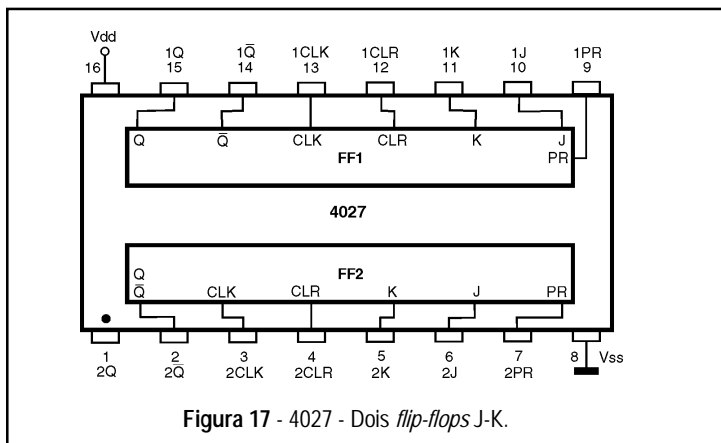 Vdd 1Q 1Q̅ 1CLK 1CLR 1K 1J 1PR
16 15 14 13 12 11 10 9
Q Q̅ CLK CLR K J
FF1 PR
4027
Q FF2
Q̅ CLK CLR K J PR
1 2 3 4 5 6 7 8 Vss
2Q 2Q̅ 2CLK 2CLR 2K 2J 2PR
Figura 17 - 4027 - Dois flip-flops J-K.